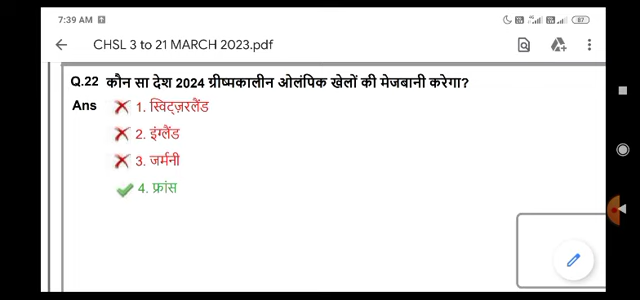 7:39 AM
87
CHSL 3 to 21 MARCH 2023.pdf
Q.22 कौन सा देश 2024 ग्रीष्मकालीन ओलंपिक खेलों की मेजबानी करेगा?
Ans 1. स्विट्ज़रलैंड
2. इंग्लैंड
3. जर्मनी
4. फ्रांस